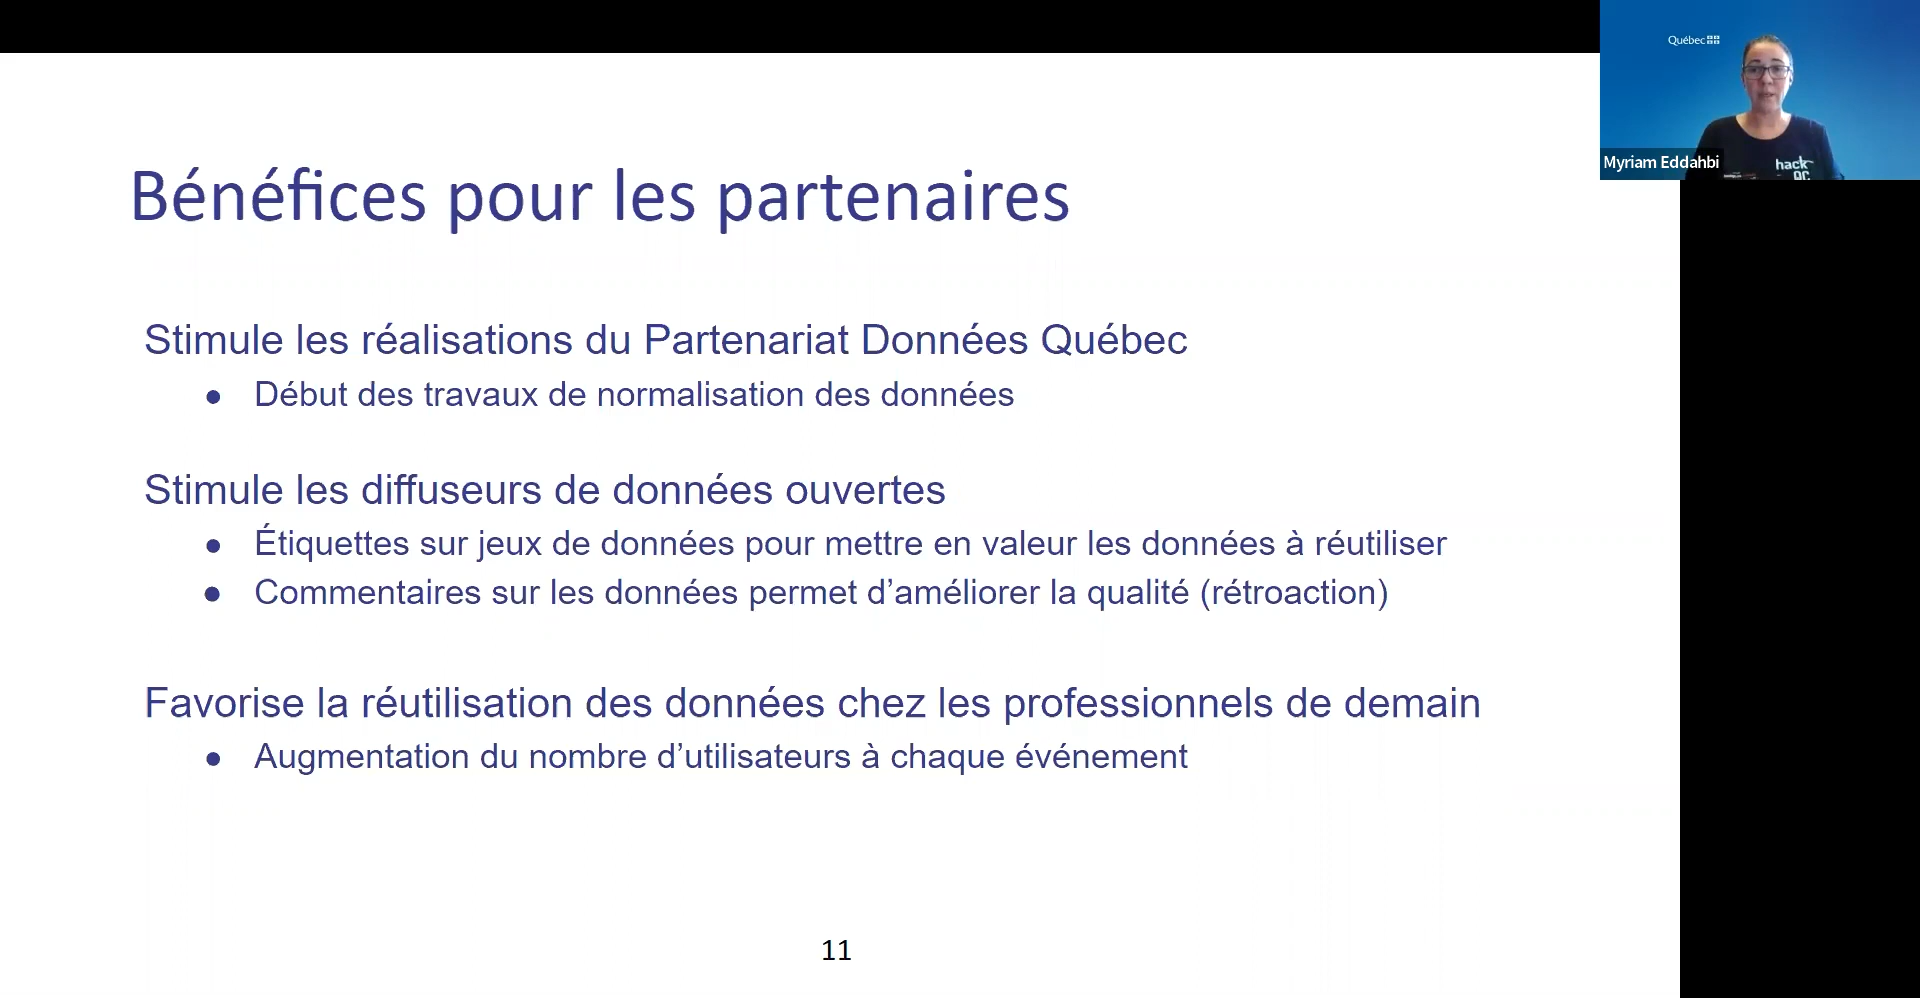 Québec
Myriam Eddahbi
hack
QC
Bénéfices pour les partenaires
Stimule les réalisations du Partenariat Données Québec
● Début des travaux de normalisation des données
Stimule les diffuseurs de données ouvertes
● Étiquettes sur jeux de données pour mettre en valeur les données à réutiliser
● Commentaires sur les données permet d’améliorer la qualité (rétroaction)
Favorise la réutilisation des données chez les professionnels de demain
● Augmentation du nombre d’utilisateurs à chaque événement
11